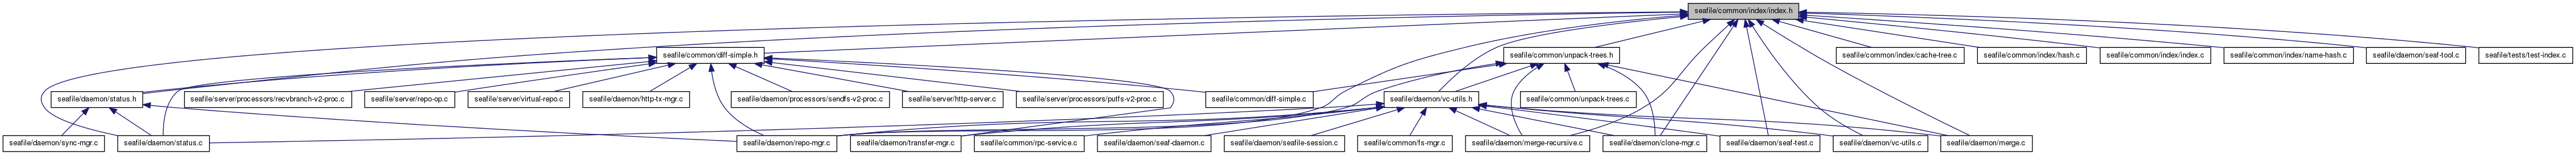 seafile/common/index/index.h
seafile/common/diff-simple.h
seafile/common/unpack-trees.h
seafile/common/index/cache-tree.c
seafile/common/index/hash.c
seafile/common/index/index.c
seafile/common/index/name-hash.c
seafile/daemon/seaf-tool.c
seafile/tests/test-index.c
seafile/daemon/status.h
seafile/server/processors/recvbranch-v2-proc.c
seafile/server/repo-op.c
seafile/server/virtual-repo.c
seafile/daemon/http-tx-mgr.c
seafile/daemon/processors/sendfs-v2-proc.c
seafile/server/http-server.c
seafile/server/processors/putfs-v2-proc.c
seafile/common/diff-simple.c
seafile/daemon/vc-utils.h
seafile/common/unpack-trees.c
seafile/daemon/sync-mgr.c
seafile/daemon/status.c
seafile/daemon/repo-mgr.c
seafile/daemon/transfer-mgr.c
seafile/common/rpc-service.c
seafile/daemon/seaf-daemon.c
seafile/daemon/seafile-session.c
seafile/common/fs-mgr.c
seafile/daemon/merge-recursive.c
seafile/daemon/clone-mgr.c
seafile/daemon/seaf-test.c
seafile/daemon/vc-utils.c
seafile/daemon/merge.c